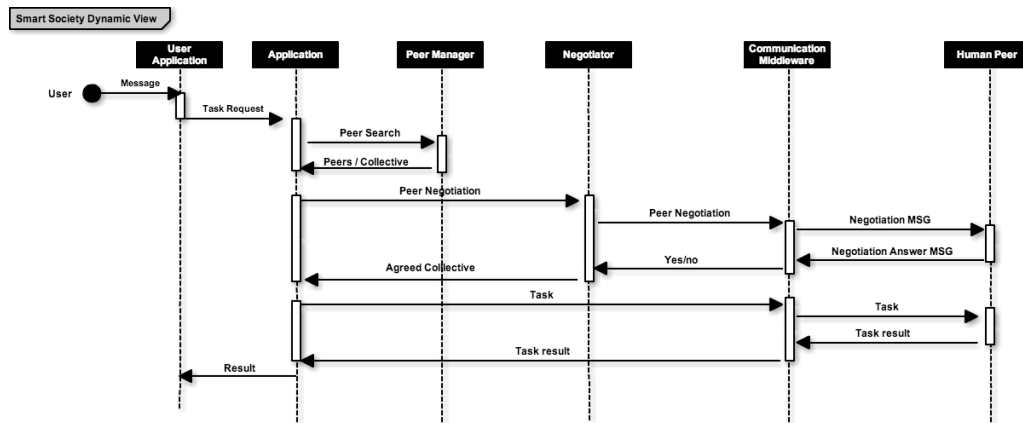 Smart Society Dynamic View
User
Application
Application
Peer Manager
Negotiator
Communication
Middleware
Human Peer
User
Message
Task Request
Peer Search
Peers / Collective
Peer Negotiation
Peer Negotiation
Negotiation MSG
Negotiation Answer MSG
Yes/no
Agreed Collective
Task
Task
Task result
Task result
Result